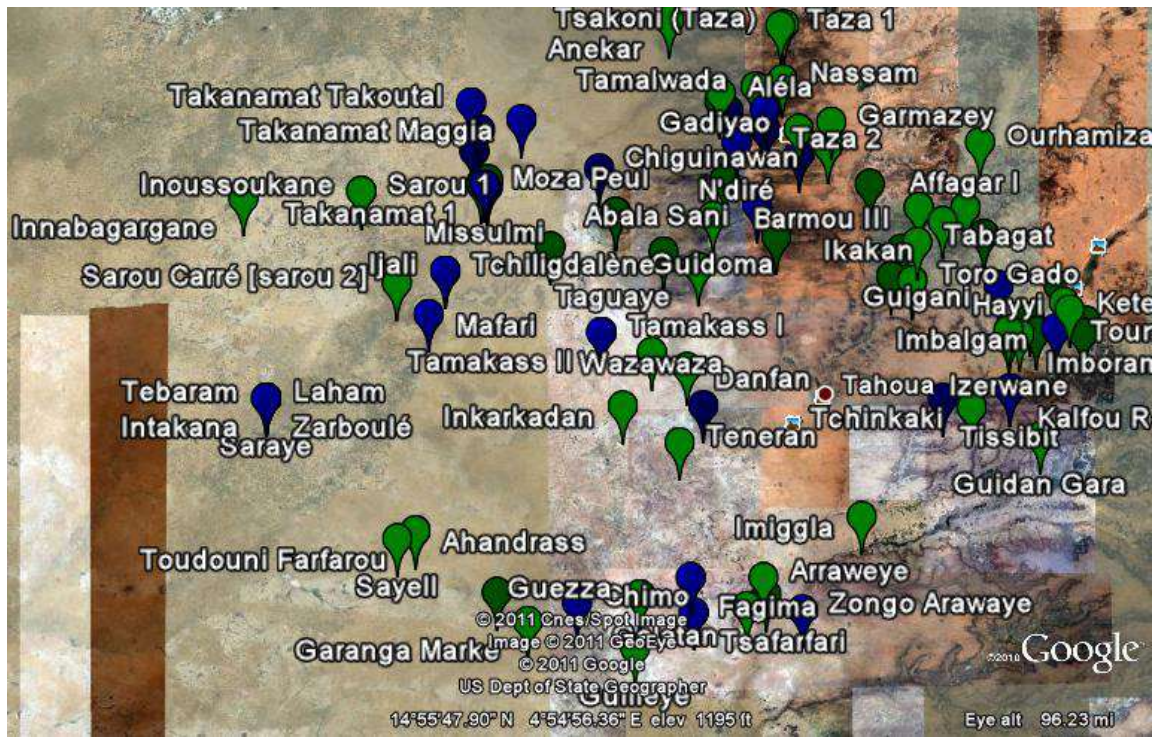 Tsakoni (Taza)
Taza 1
Anekar
Tamalwada
Aléla
Nassam
Takanamat Takoutal
Takanamat Maggia
Gadiyao
Taza 2
Garmazey
Ourhamiza
Chiguinawan
Inoussoukane
Sarou 1
Moza Peul
N'diré
Affagar I
Innabagargane
Takanamat 1
Missulmi
Abala Sani
Barmou III
Ikakan
Tabagat
Sarou Carré [sarou 2]
Ijali
Tchiligdalène
Guidoma
Taguaye
Toro Gado
Guigani
Hayyi
Kete
Mafari
Tamakass I
Imbalgam
Tour
Tamakass II
Wazawaza
Imboran
Tebaram
Laham
Danfan
Tahoua
Izerwane
Intakana
Zarboulé
Saraye
Inkarkadan
Teneran
Tchinkaki
Kalfou R
Tissibit
Guidan Gara
Imiggla
Toudouni Farfarou
Ahandrass
Sayell
Guezza
Chimo
Arraweye
Fagima
Zongo Arawaye
Tsafarfari
Garanga Marke
© 2011 Cnes/Spot Image
Image © 2011 GeoEye
© 2011 Google
US Dept of State Geographer
©2010 Google
14°55'47.90" N 4°54'56.36" E elev 1195 ft
Eye alt 96.23 mi